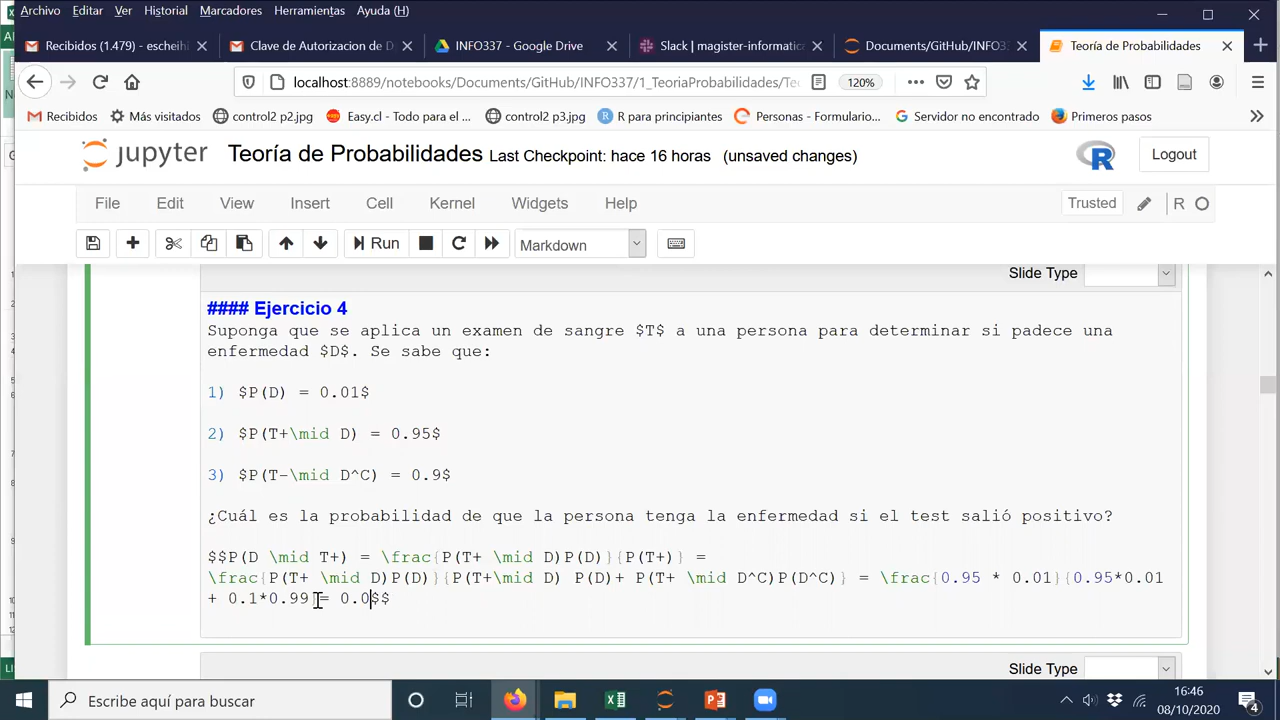 Archivo Editar Ver Historial Marcadores Herramientas Ayuda (H)
Recibidos (1.479) - escheih
Clave de Autorización de D
INFO337 - Google Drive
Slack | magister-informatic
Documents/GitHub/INFO3
Teoría de Probabilidades
localhost:8889/notebooks/Documents/GitHub/INFO337/1_TeoriaProbabilidades/Te
120%
Recibidos
Más visitados
control2 p2.jpg
Easy.cl - Todo para el ...
control2 p3.jpg
R para principiantes
Personas - Formulario...
Servidor no encontrado
Primeros pasos
jupyter Teoría de Probabilidades Last Checkpoint: hace 16 horas (unsaved changes)
Logout
File Edit View Insert Cell Kernel Widgets Help
Trusted
R
Run
Markdown
Slide Type
#### Ejercicio 4
Suponga que se aplica un examen de sangre $T$ a una persona para determinar si padece una
enfermedad $D$. Se sabe que:
1) $P(D) = 0.01$
2) $P(T+\mid D) = 0.95$
3) $P(T-\mid D^C) = 0.9$
¿Cuál es la probabilidad de que la persona tenga la enfermedad si el test salió positivo?
$$P(D \mid T+) = \frac{P(T+ \mid D)P(D)}{P(T+)} =
\frac{P(T+ \mid D)P(D)}{P(T+\mid D) P(D)+ P(T+ \mid D^C)P(D^C)} = \frac{0.95 * 0.01}{0.95*0.01
+ 0.1*0.99}= 0.0$$
Slide Type
Escribe aquí para buscar
16:46
08/10/2020
4